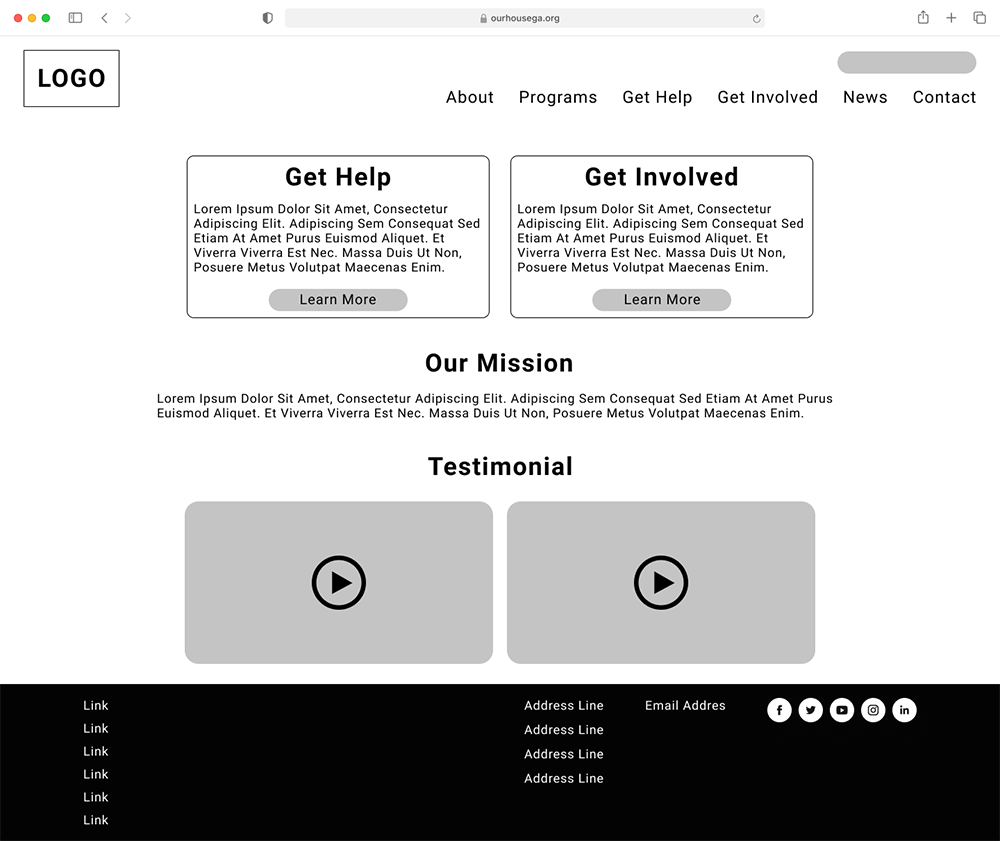 ourhousega.org
LOGO
About Programs Get Help Get Involved News Contact
Get Help
Lorem Ipsum Dolor Sit Amet, Consectetur
Adipiscing Elit. Adipiscing Sem Consequat Sed
Etiam At Amet Purus Euismod Aliquet. Et
Viverra Viverra Est Nec. Massa Duis Ut Non,
Posuere Metus Volutpat Maecenas Enim.
Learn More
Get Involved
Lorem Ipsum Dolor Sit Amet, Consectetur
Adipiscing Elit. Adipiscing Sem Consequat Sed
Etiam At Amet Purus Euismod Aliquet. Et
Viverra Viverra Est Nec. Massa Duis Ut Non,
Posuere Metus Volutpat Maecenas Enim.
Learn More
Our Mission
Lorem Ipsum Dolor Sit Amet, Consectetur Adipiscing Elit. Adipiscing Sem Consequat Sed Etiam At Amet Purus
Euismod Aliquet. Et Viverra Viverra Est Nec. Massa Duis Ut Non, Posuere Metus Volutpat Maecenas Enim.
Testimonial
Link
Link
Link
Link
Link
Link
Address Line
Address Line
Address Line
Address Line
Email Addres